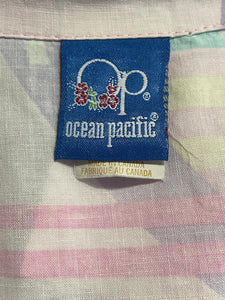 Op®
ocean pacific®
MADE IN CANADA
FABRIQUÉ AU CANADA